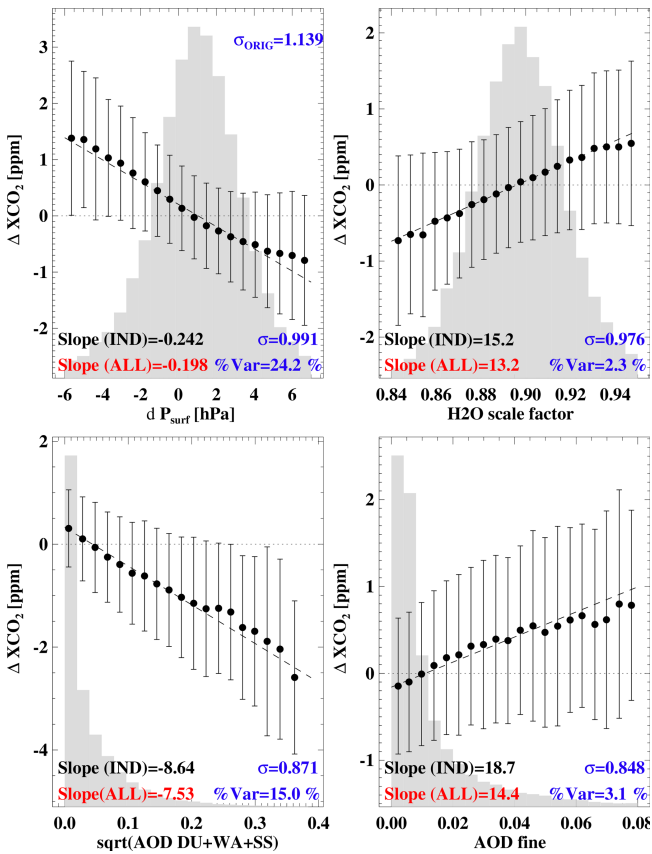 σORIG=1.139
3
2
1
0
-1
-2
Δ XCO2 [ppm]
Slope (IND)=-0.242 σ=0.991
Slope (ALL)=-0.198 %Var=24.2 %
-6 -4 -2 0 2 4 6
d Psurf [hPa]
2
1
0
-1
-2
Δ XCO2 [ppm]
Slope (IND)=15.2 σ=0.976
Slope (ALL)=13.2 %Var=2.3 %
0.84 0.86 0.88 0.90 0.92 0.94
H2O scale factor
2
0
-2
-4
Δ XCO2 [ppm]
Slope (IND)=-8.64 σ=0.871
Slope(ALL)=-7.53 %Var=15.0 %
0.0 0.1 0.2 0.3 0.4
sqrt(AOD DU+WA+SS)
2
1
0
-1
Δ XCO2 [ppm]
Slope (IND)=18.7 σ=0.848
Slope (ALL)=14.4 %Var=3.1 %
0.00 0.02 0.04 0.06 0.08
AOD fine